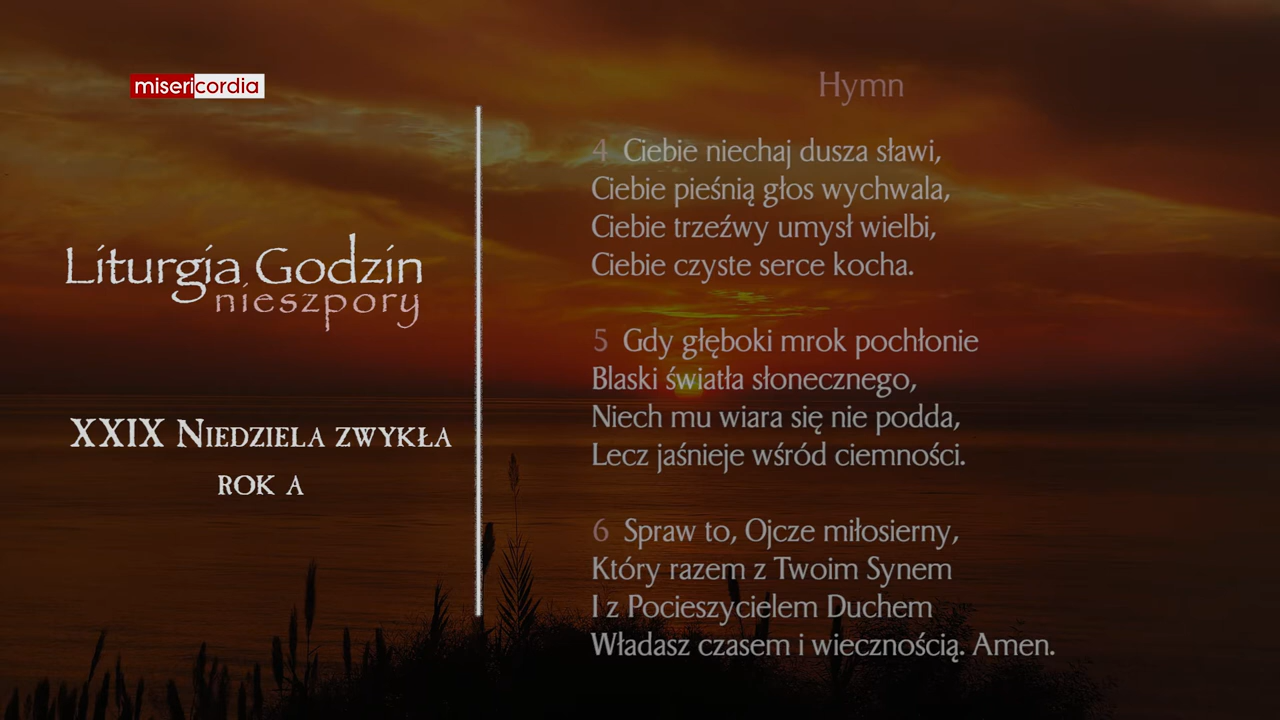 misericordia
Liturgia Godzin
nieszpory
XXIX Niedziela zwykła
rok A
Hymn
4 Ciebie niechaj dusza sławi,
Ciebie pieśnią głos wychwala,
Ciebie trzeźwy umysł wielbi,
Ciebie czyste serce kocha.
5 Gdy głęboki mrok pochłonie
Blaski światła słonecznego,
Niech mu wiara się nie podda,
Lecz jaśnieje wśród ciemności.
6 Spraw to, Ojcze miłosierny,
Który razem z Twoim Synem
I z Pocieszycielem Duchem
Władasz czasem i wiecznością. Amen.